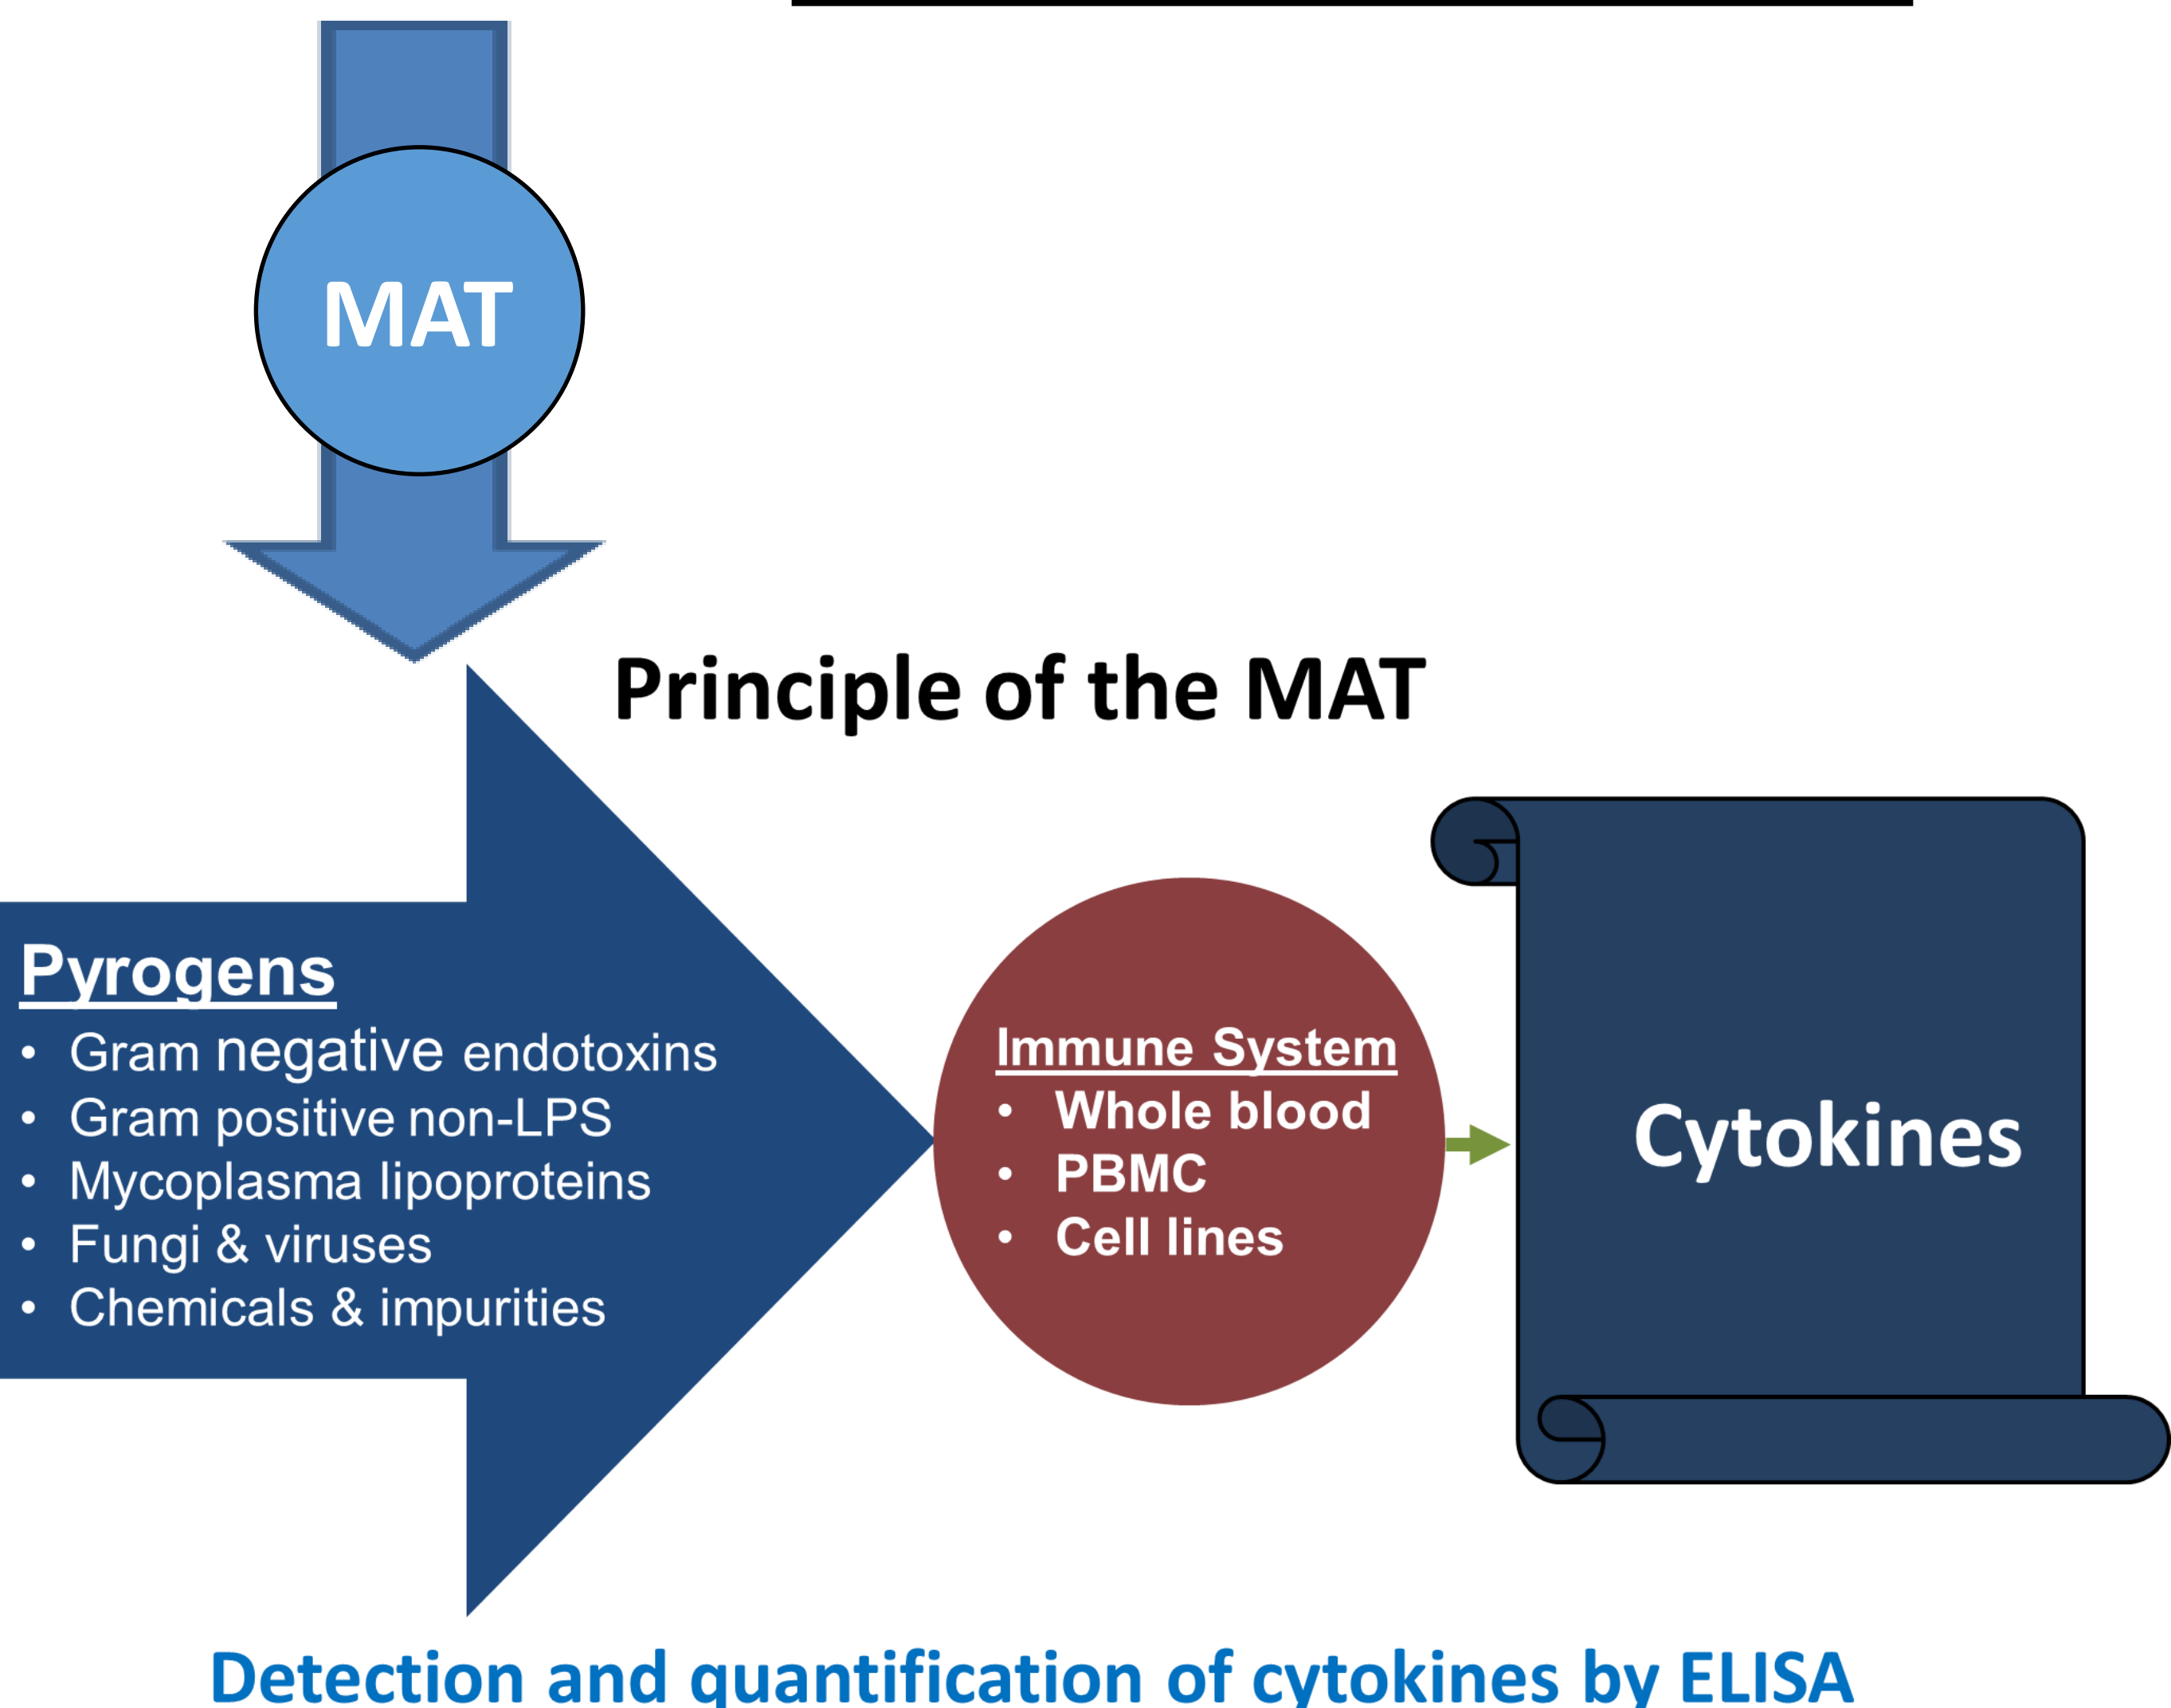 MAT
Principle of the MAT
Pyrogens
• Gram negative endotoxins
• Gram positive non-LPS
• Mycoplasma lipoproteins
• Fungi & viruses
• Chemicals & impurities
Immune System
• Whole blood
• PBMC
• Cell lines
Cytokines
Detection and quantification of cytokines by ELISA